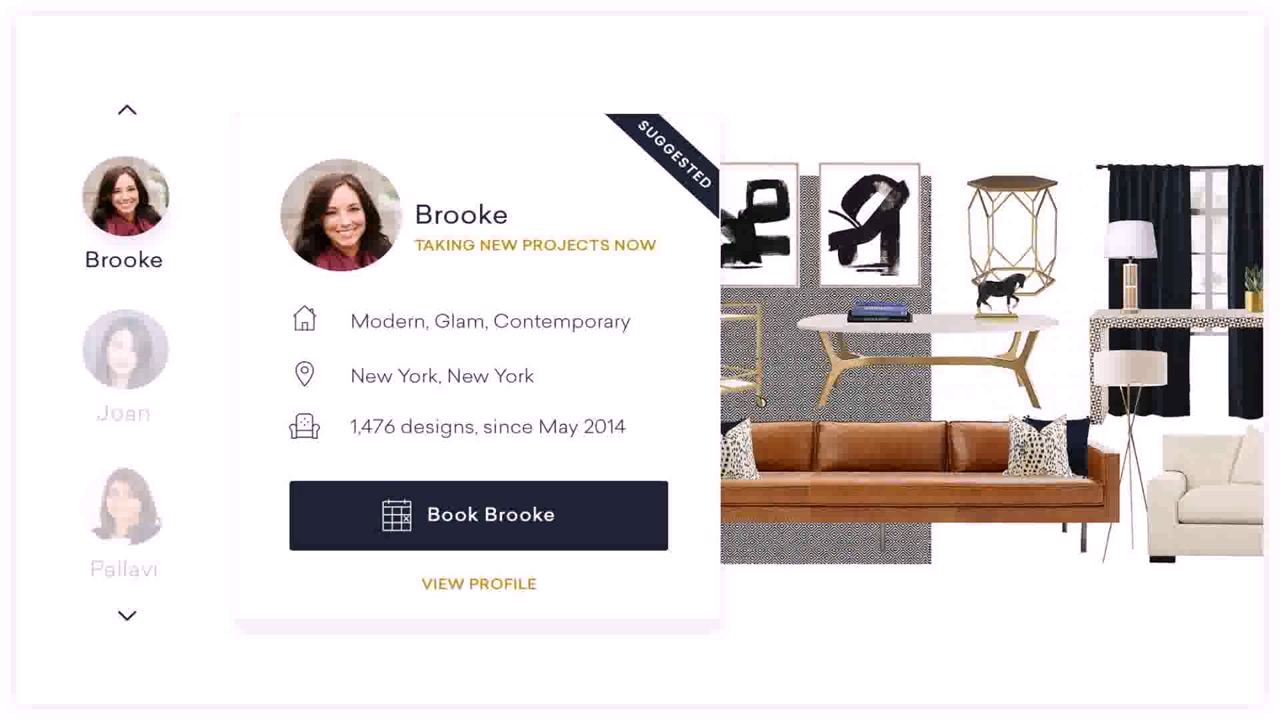 SUGGESTED
Brooke
Brooke
TAKING NEW PROJECTS NOW
Joan
Modern, Glam, Contemporary
New York, New York
1,476 designs, since May 2014
Pallavi
Book Brooke
VIEW PROFILE